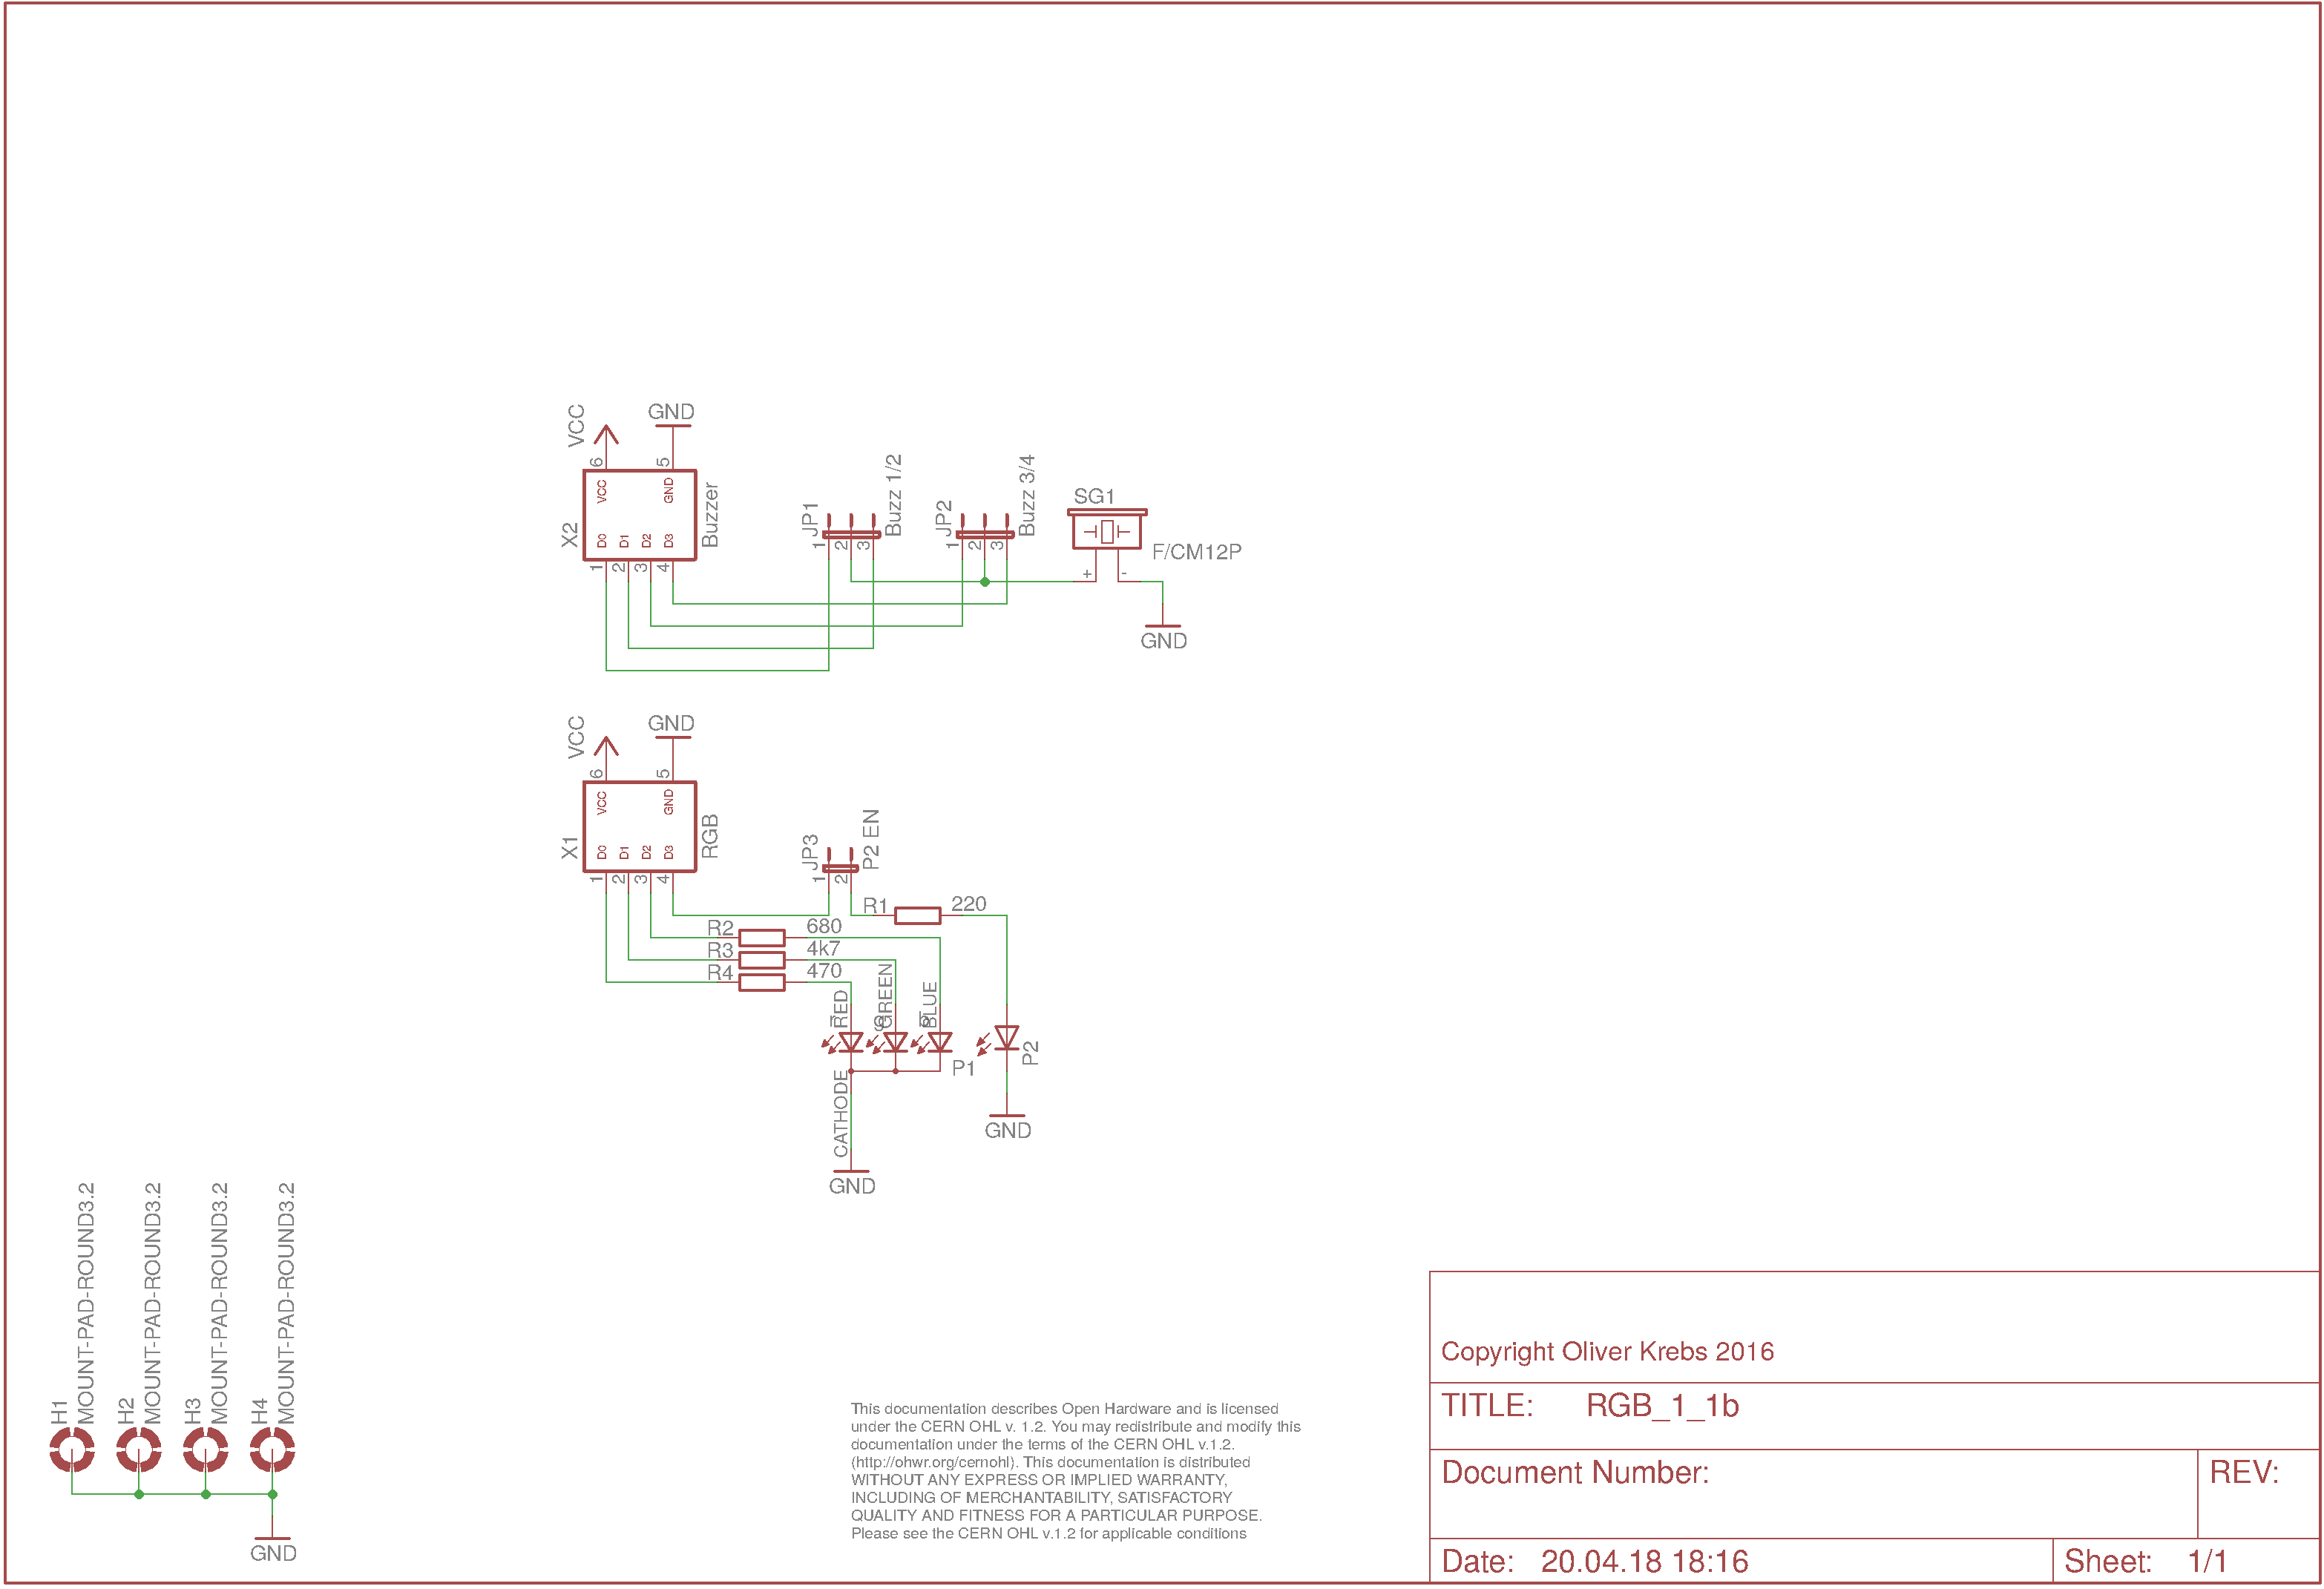 VCC
GND
6
5
VCC
GND
D0
D1
D2
D3
X2
Buzzer
1
2
3
4
JP1
1
2
3
Buzz 1/2
JP2
1
2
3
Buzz 3/4
SG1
F/CM12P
+
-
GND
VCC
GND
6
5
VCC
GND
D0
D1
D2
D3
X1
RGB
1
2
3
4
JP3
1
2
P2 EN
R1
220
R2
680
R3
4k7
R4
470
RED
GREEN
BLUE
P1
P2
CATHODE
GND
GND
H1
MOUNT-PAD-ROUND3.2
H2
MOUNT-PAD-ROUND3.2
H3
MOUNT-PAD-ROUND3.2
H4
MOUNT-PAD-ROUND3.2
GND
This documentation describes Open Hardware and is licensed
under the CERN OHL v. 1.2. You may redistribute and modify this
documentation under the terms of the CERN OHL v.1.2.
(http://ohwr.org/cernohl). This documentation is distributed
WITHOUT ANY EXPRESS OR IMPLIED WARRANTY,
INCLUDING OF MERCHANTABILITY, SATISFACTORY
QUALITY AND FITNESS FOR A PARTICULAR PURPOSE.
Please see the CERN OHL v.1.2 for applicable conditions
Copyright Oliver Krebs 2016
TITLE: RGB_1_1b
Document Number:
REV:
Date: 20.04.18 18:16
Sheet: 1/1